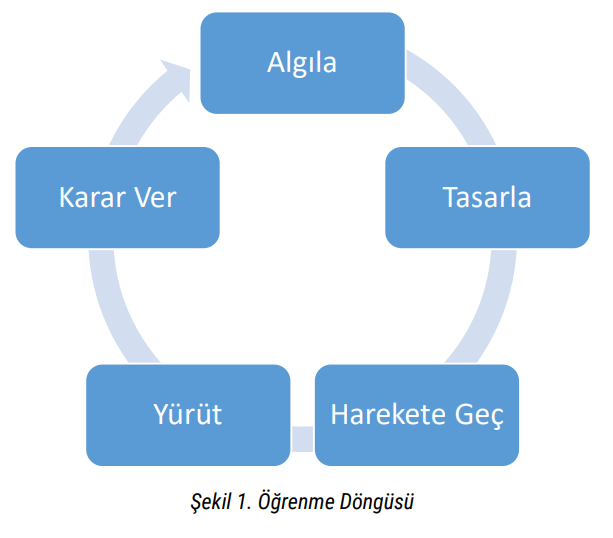 Algıla
Karar Ver
Tasarla
Yürüt
Harekete Geç
Şekil 1. Öğrenme Döngüsü